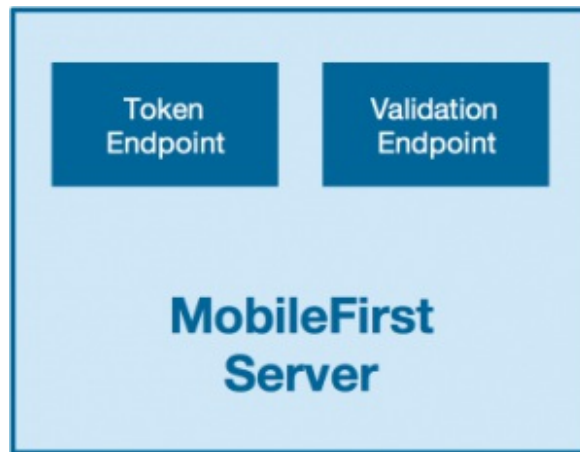 Token
Endpoint
Validation
Endpoint
MobileFirst
Server